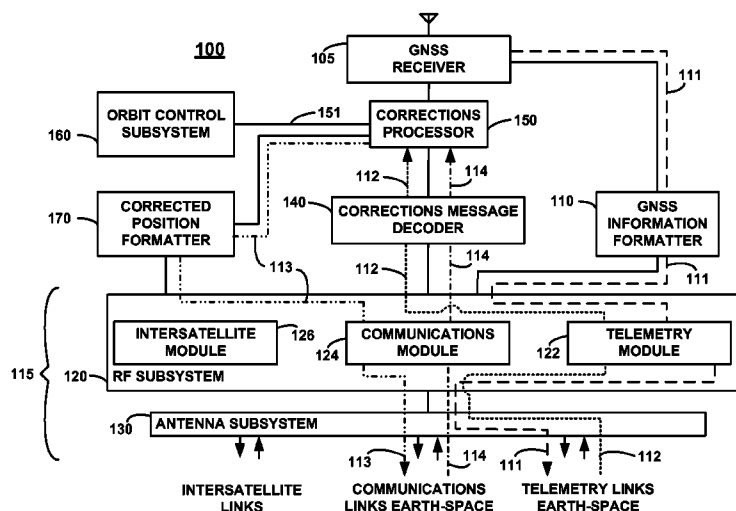 100
105
GNSS
RECEIVER
111
ORBIT CONTROL
SUBSYSTEM
160
151
CORRECTIONS
PROCESSOR
150
112
114
170
CORRECTED
POSITION
FORMATTER
140
CORRECTIONS MESSAGE
DECODER
110
GNSS
INFORMATION
FORMATTER
113
112
114
111
115
INTERSATELLITE
MODULE
126
COMMUNICATIONS
MODULE
124
TELEMETRY
MODULE
122
120
RF SUBSYSTEM
130
ANTENNA SUBSYSTEM
113
114
111
112
INTERSATELLITE
LINKS
COMMUNICATIONS
LINKS EARTH-SPACE
TELEMETRY LINKS
EARTH-SPACE